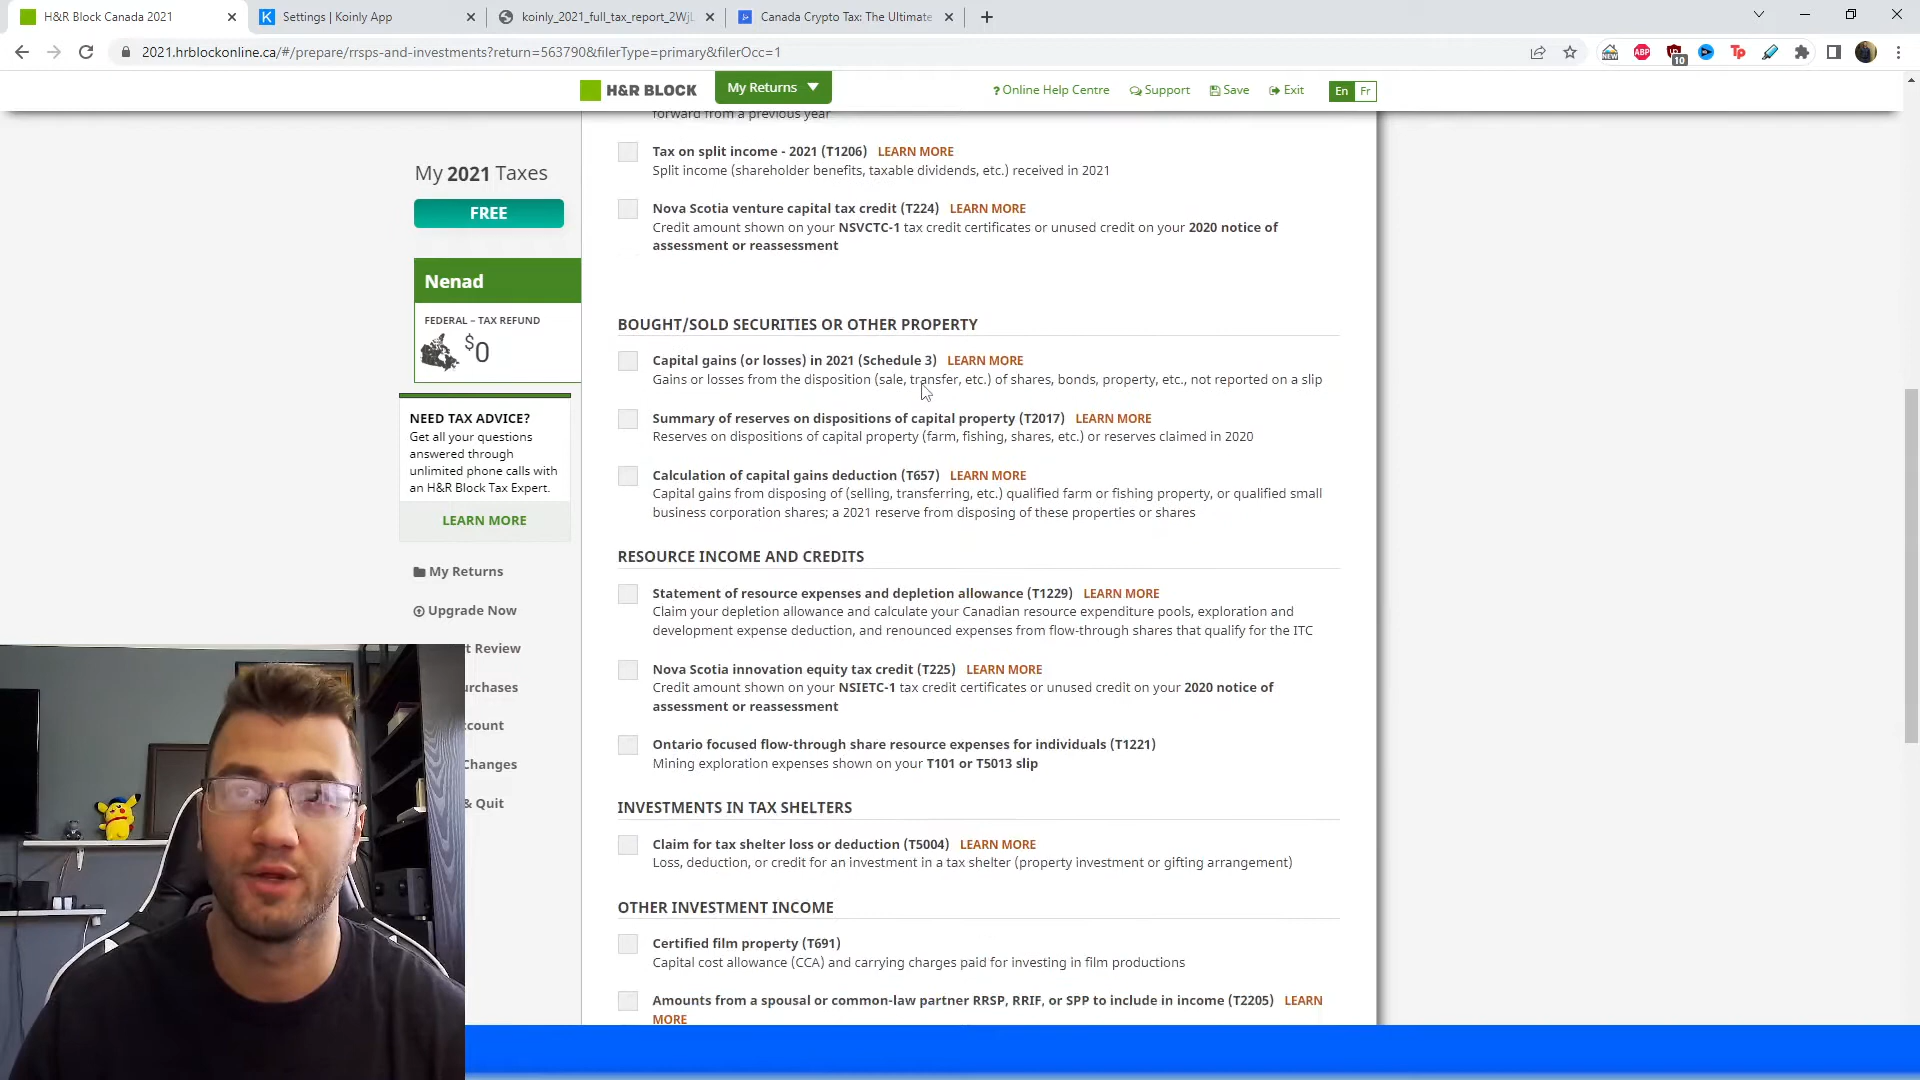 H&R Block Canada 2021
Settings | Koinly App
koinly_2021_full_tax_report_2WjL
Canada Crypto Tax: The Ultimate
2021.hrblockonline.ca/#/prepare/rrsps-and-investments?return=563790&filerType=primary&filerOcc=1
NEW
ABP
10
Tp
H&R BLOCK
My Returns
Online Help Centre
Support
Save
Exit
En
Fr
forward from a previous year
Tax on split income - 2021 (T1206) LEARN MORE
Split income (shareholder benefits, taxable dividends, etc.) received in 2021
Nova Scotia venture capital tax credit (T224) LEARN MORE
Credit amount shown on your NSVCTC-1 tax credit certificates or unused credit on your 2020 notice of
assessment or reassessment
BOUGHT/SOLD SECURITIES OR OTHER PROPERTY
Capital gains (or losses) in 2021 (Schedule 3) LEARN MORE
Gains or losses from the disposition (sale, transfer, etc.) of shares, bonds, property, etc., not reported on a slip
Summary of reserves on dispositions of capital property (T2017) LEARN MORE
Reserves on dispositions of capital property (farm, fishing, shares, etc.) or reserves claimed in 2020
Calculation of capital gains deduction (T657) LEARN MORE
Capital gains from disposing of (selling, transferring, etc.) qualified farm or fishing property, or qualified small
business corporation shares; a 2021 reserve from disposing of these properties or shares
RESOURCE INCOME AND CREDITS
Statement of resource expenses and depletion allowance (T1229) LEARN MORE
Claim your depletion allowance and calculate your Canadian resource expenditure pools, exploration and
development expense deduction, and renounced expenses from flow-through shares that qualify for the ITC
Nova Scotia innovation equity tax credit (T225) LEARN MORE
Credit amount shown on your NSIETC-1 tax credit certificates or unused credit on your 2020 notice of
assessment or reassessment
Ontario focused flow-through share resource expenses for individuals (T1221)
Mining exploration expenses shown on your T101 or T5013 slip
INVESTMENTS IN TAX SHELTERS
Claim for tax shelter loss or deduction (T5004) LEARN MORE
Loss, deduction, or credit for an investment in a tax shelter (property investment or gifting arrangement)
OTHER INVESTMENT INCOME
Certified film property (T691)
Capital cost allowance (CCA) and carrying charges paid for investing in film productions
Amounts from a spousal or common-law partner RRSP, RRIF, or SPP to include in income (T2205) LEARN
MORE
My 2021 Taxes
FREE
Nenad
FEDERAL – TAX REFUND
$0
NEED TAX ADVICE?
Get all your questions
answered through
unlimited phone calls with
an H&R Block Tax Expert.
LEARN MORE
My Returns
Upgrade Now
t Review
urchases
ccount
Changes
& Quit